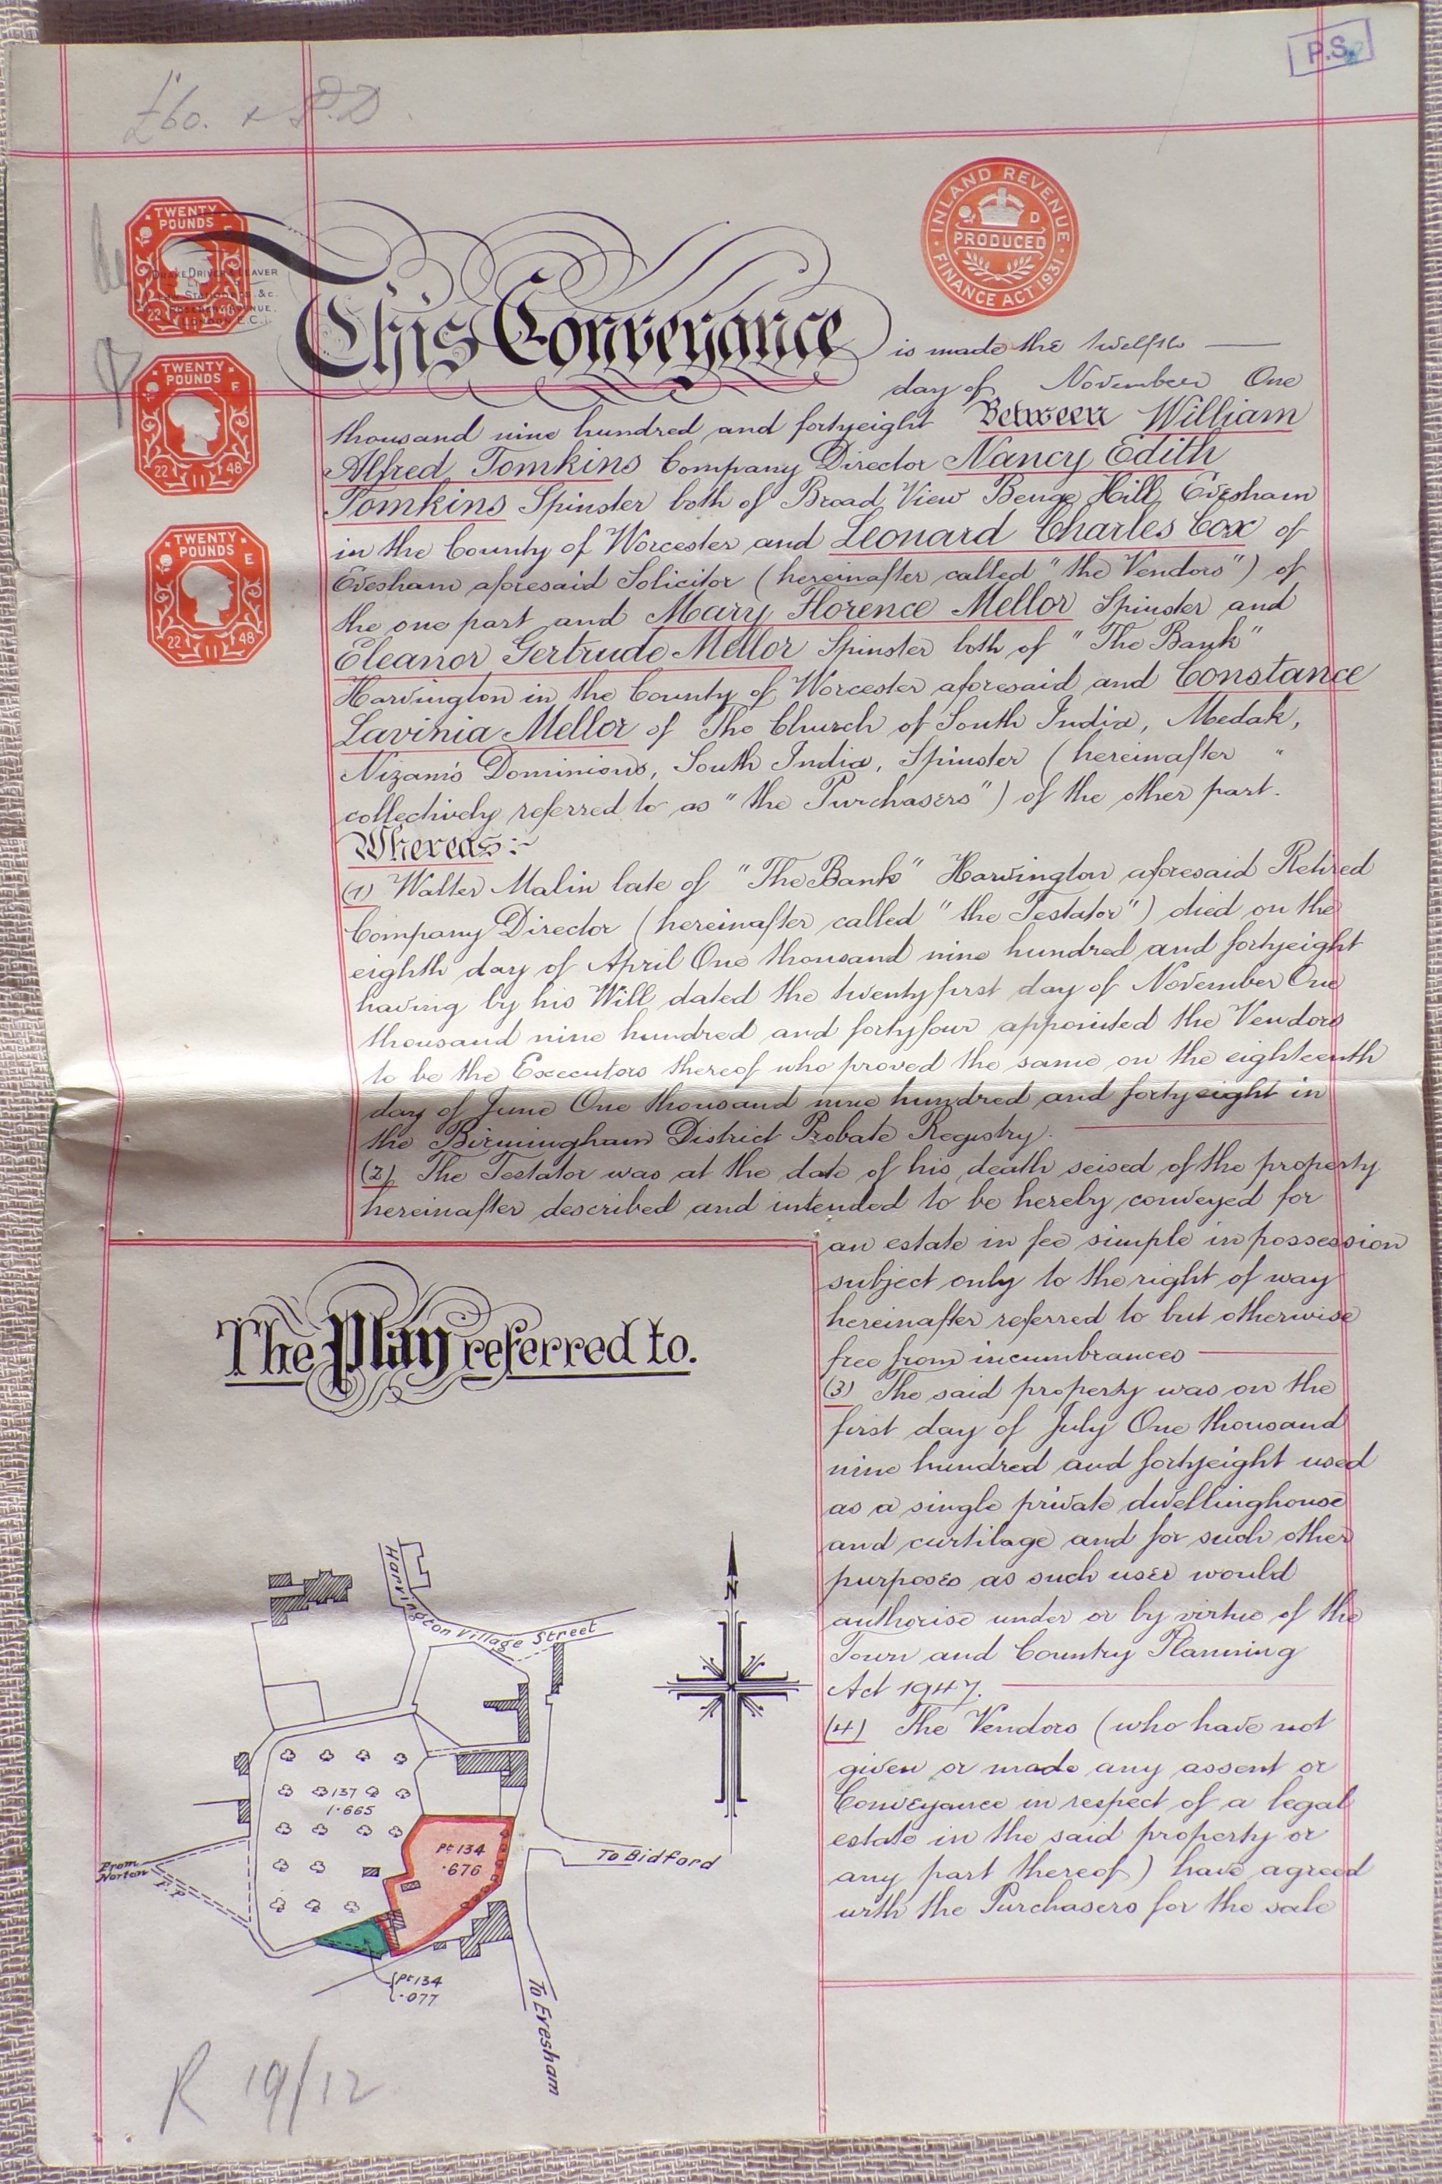 £60. + P.D.
P.S.
TWENTY
POUNDS
DRAKE DRIVER & LEAVER
LTD
LAW STATIONERS, &c.
ROSEBERY AVENUE,
LONDON E.C.1.
22 11 48
TWENTY
POUNDS
E
22 11 48
TWENTY
POUNDS
E
22 11 48
INLAND REVENUE
D
PRODUCED
FINANCE ACT 1931
This Conveyance is made the twelfth
day of November One
thousand nine hundred and fortyeight Between William
Alfred Tomkins Company Director Nancy Edith
Tomkins Spinster both of Broad View Benge Hill Evesham
in the County of Worcester and Leonard Charles Cox of
Evesham aforesaid Solicitor (hereinafter called "the Vendors") of
the one part and Mary Florence Mellor Spinster and
Eleanor Gertrude Mellor Spinster both of "The Bank"
Harvington in the County of Worcester aforesaid and Constance
Lavinia Mellor of The Church of South India, Medak,
Nizam's Dominions, South India, Spinster (hereinafter "
collectively referred to as "the Purchasers") of the other part.
Whereas:-
(1) Walter Malin late of "The Bank" Harvington aforesaid Retired
Company Director (hereinafter called "the Testator") died on the
eighth day of April One thousand nine hundred and fortyeight
having by his Will dated the twentyfirst day of November One
thousand nine hundred and fortyfour appointed the Vendors
to be the Executors thereof who proved the same on the eighteenth
day of June One thousand nine hundred and fortyeight in
the Birmingham District Probate Registry.
(2) The Testator was at the date of his death seised of the property
hereinafter described and intended to be hereby conveyed for
an estate in fee simple in possession
subject only to the right of way
hereinafter referred to but otherwise
free from incumbrances
(3) The said property was on the
first day of July One thousand
nine hundred and fortyeight used
as a single private dwellinghouse
and curtilage and for such other
purposes as such user would
authorise under or by virtue of the
Town and Country Planning
Act 1947.
(4) The Vendors (who have not
given or made any assent or
Conveyance in respect of a legal
estate in the said property or
any part thereof) have agreed
with the Purchasers for the sale
The Plan referred to.
Harvington Village Street
N
137
1.665
Pt 134
.676
To Bidford
From
Norton
F.P
Pt 134
.077
To Evesham
R 19/12